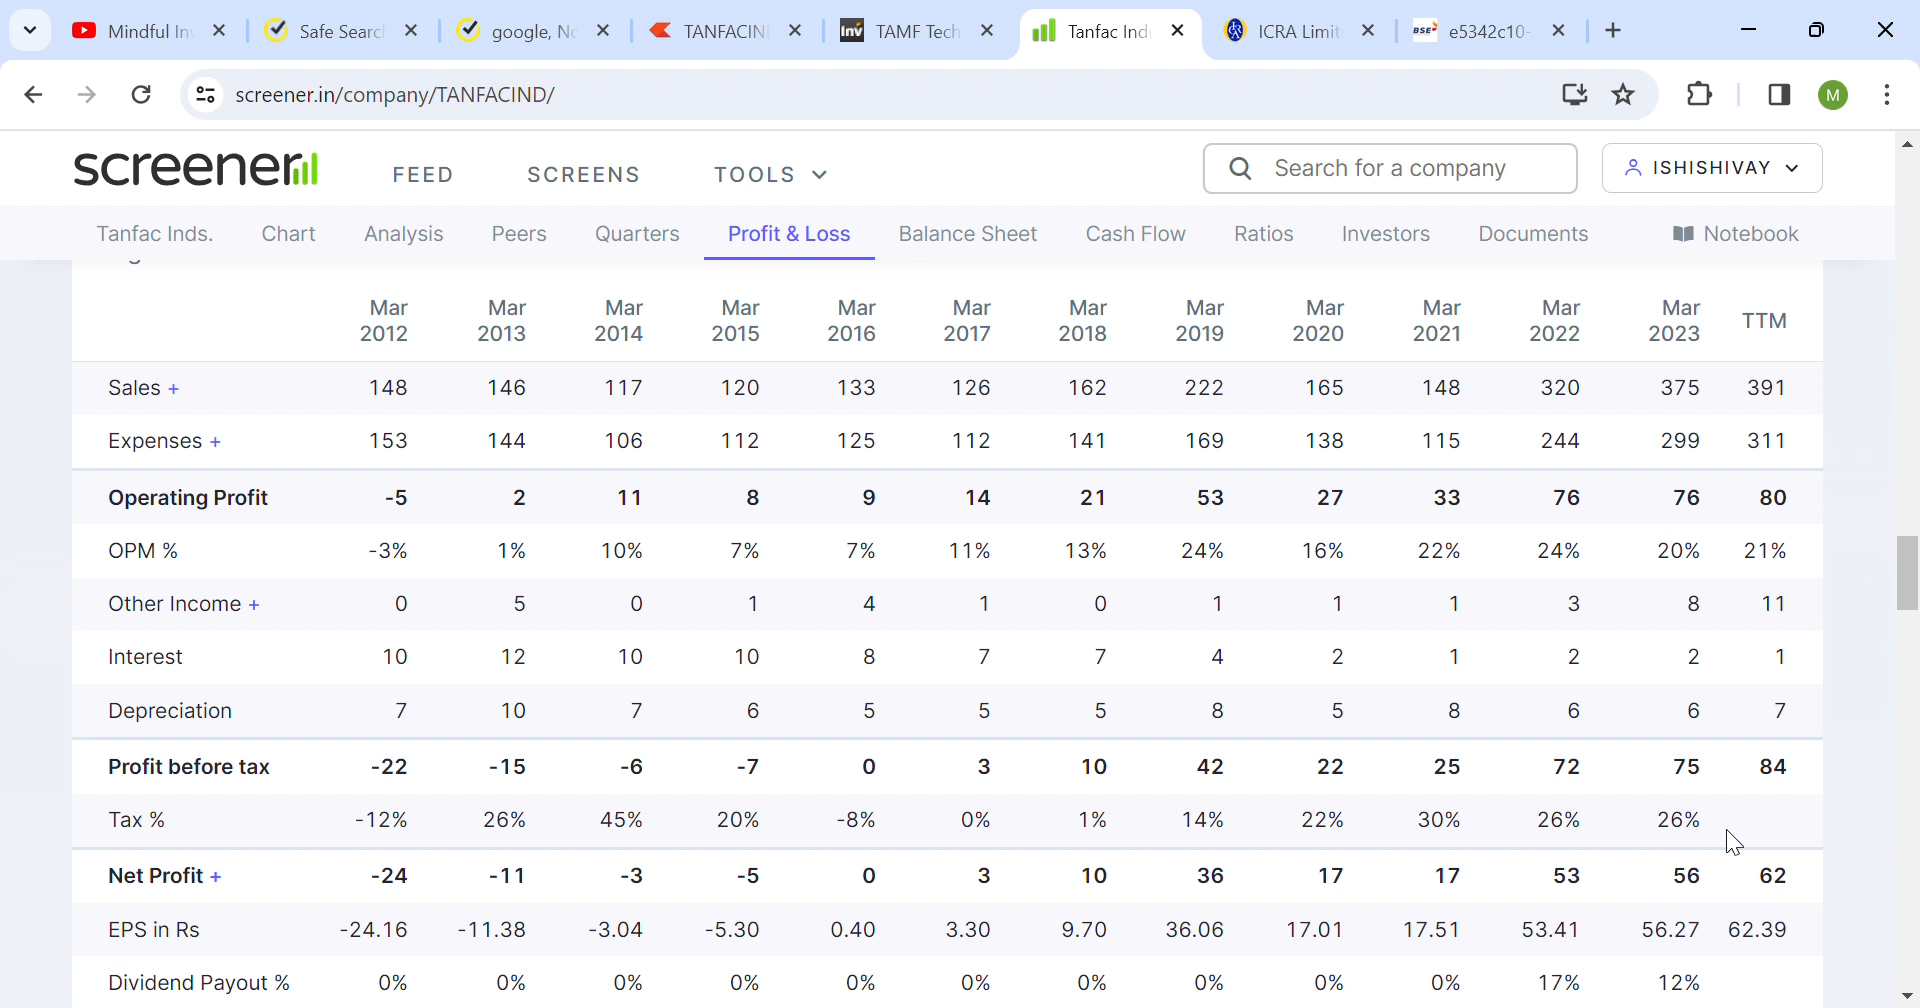 Mindful In
Safe Searc
google, No
TANFACIN
TAMF Tech
Tanfac Indu
ICRA Limit
e5342c10-
screener.in/company/TANFACIND/
M
screener
FEED SCREENS TOOLS
Search for a company
ISHISHIVAY
Tanfac Inds. Chart Analysis Peers Quarters Profit & Loss Balance Sheet Cash Flow Ratios Investors Documents Notebook
Mar 2012 Mar 2013 Mar 2014 Mar 2015 Mar 2016 Mar 2017 Mar 2018 Mar 2019 Mar 2020 Mar 2021 Mar 2022 Mar 2023 TTM
Sales + 148 146 117 120 133 126 162 222 165 148 320 375 391
Expenses + 153 144 106 112 125 112 141 169 138 115 244 299 311
Operating Profit -5 2 11 8 9 14 21 53 27 33 76 76 80
OPM % -3% 1% 10% 7% 7% 11% 13% 24% 16% 22% 24% 20% 21%
Other Income + 0 5 0 1 4 1 0 1 1 1 3 8 11
Interest 10 12 10 10 8 7 7 4 2 1 2 2 1
Depreciation 7 10 7 6 5 5 5 8 5 8 6 6 7
Profit before tax -22 -15 -6 -7 0 3 10 42 22 25 72 75 84
Tax % -12% 26% 45% 20% -8% 0% 1% 14% 22% 30% 26% 26%
Net Profit + -24 -11 -3 -5 0 3 10 36 17 17 53 56 62
EPS in Rs -24.16 -11.38 -3.04 -5.30 0.40 3.30 9.70 36.06 17.01 17.51 53.41 56.27 62.39
Dividend Payout % 0% 0% 0% 0% 0% 0% 0% 0% 0% 0% 17% 12%